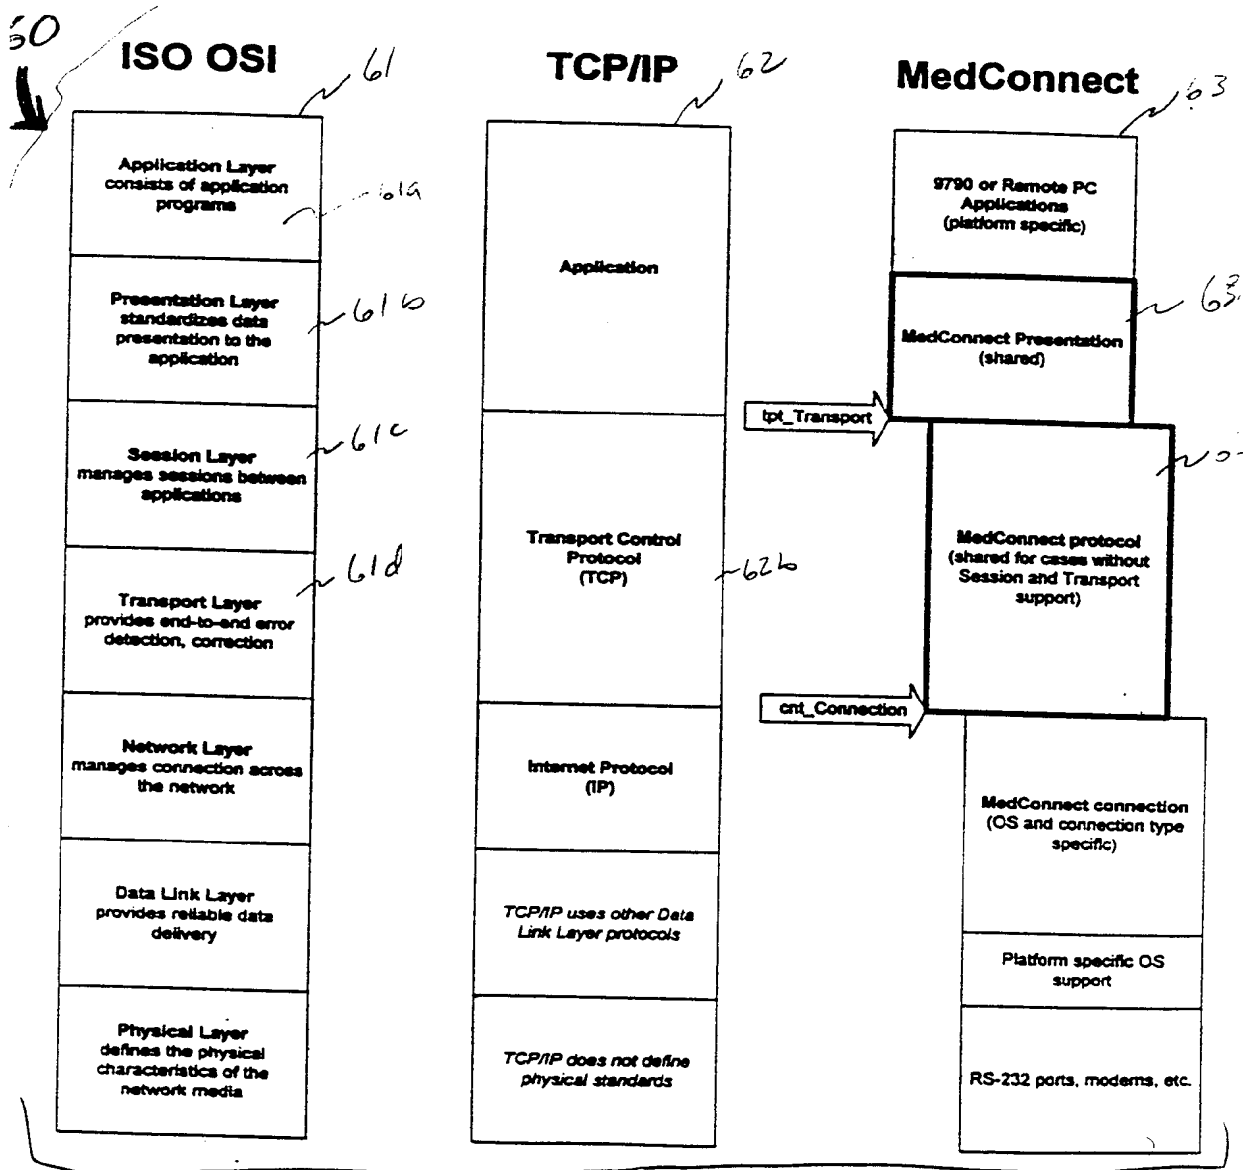 60
ISO OSI
61
Application Layer
consists of application
programs
61a
Presentation Layer
standardizes data
presentation to the
application
61b
Session Layer
manages sessions between
applications
61c
Transport Layer
provides end-to-end error
detection, correction
61d
Network Layer
manages connection across
the network
Data Link Layer
provides reliable data
delivery
Physical Layer
defines the physical
characteristics of the
network media
TCP/IP
62
Application
Transport Control
Protocol
(TCP)
62b
Internet Protocol
(IP)
TCP/IP uses other Data
Link Layer protocols
TCP/IP does not define
physical standards
MedConnect
63
9790 or Remote PC
Applications
(platform specific)
MedConnect Presentation
(shared)
63
tpt_Transport
MedConnect protocol
(shared for cases without
Session and Transport
support)
cnt_Connection
MedConnect connection
(OS and connection type
specific)
Platform specific OS
support
RS-232 ports, modems, etc.